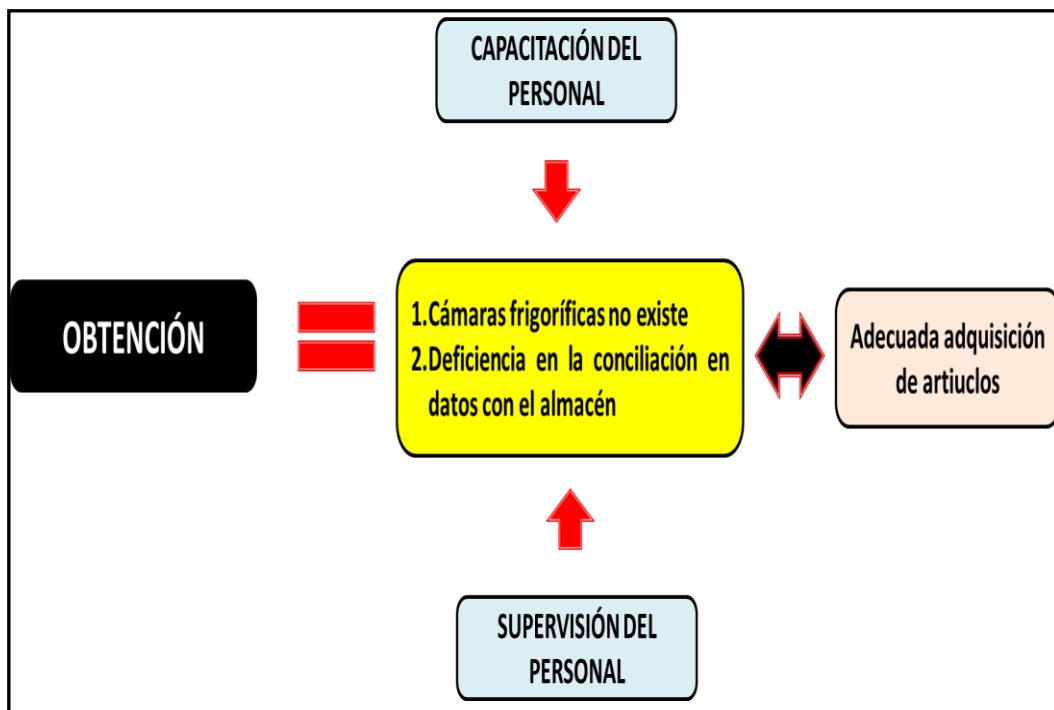 CAPACITACIÓN DEL
PERSONAL
OBTENCIÓN
1.Cámaras frigoríficas no existe
2.Deficiencia en la conciliación en
datos con el almacén
Adecuada adquisición
de artiuclos
SUPERVISIÓN DEL
PERSONAL